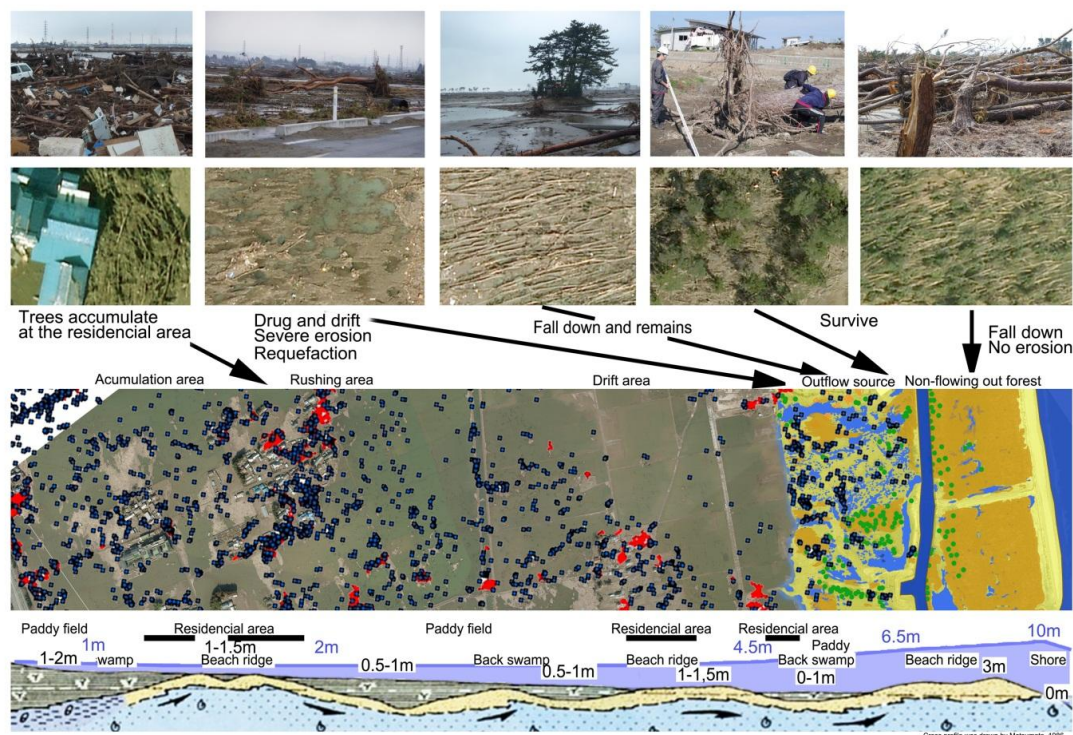 Trees accumulate
at the residencial area
Drug and drift
Severe erosion
Requefaction
Fall down and remains
Survive
Fall down
No erosion
Acumulation area
Rushing area
Drift area
Outflow source
Non-flowing out forest
Paddy field
Residencial area
Paddy field
Residencial area
Residencial area
1m
1-1.5m
2m
4.5m
Paddy
6.5m
10m
1-2m
wamp
Beach ridge
0.5-1m
Back swamp
0.5-1m
Beach ridge
1-1,5m
Back swamp
0-1m
Beach ridge
3m
Shore
0m